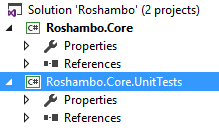 Solution 'Roshambo' (2 projects)
C# Roshambo.Core
Properties
References
C# Roshambo.Core.UnitTests
Properties
References